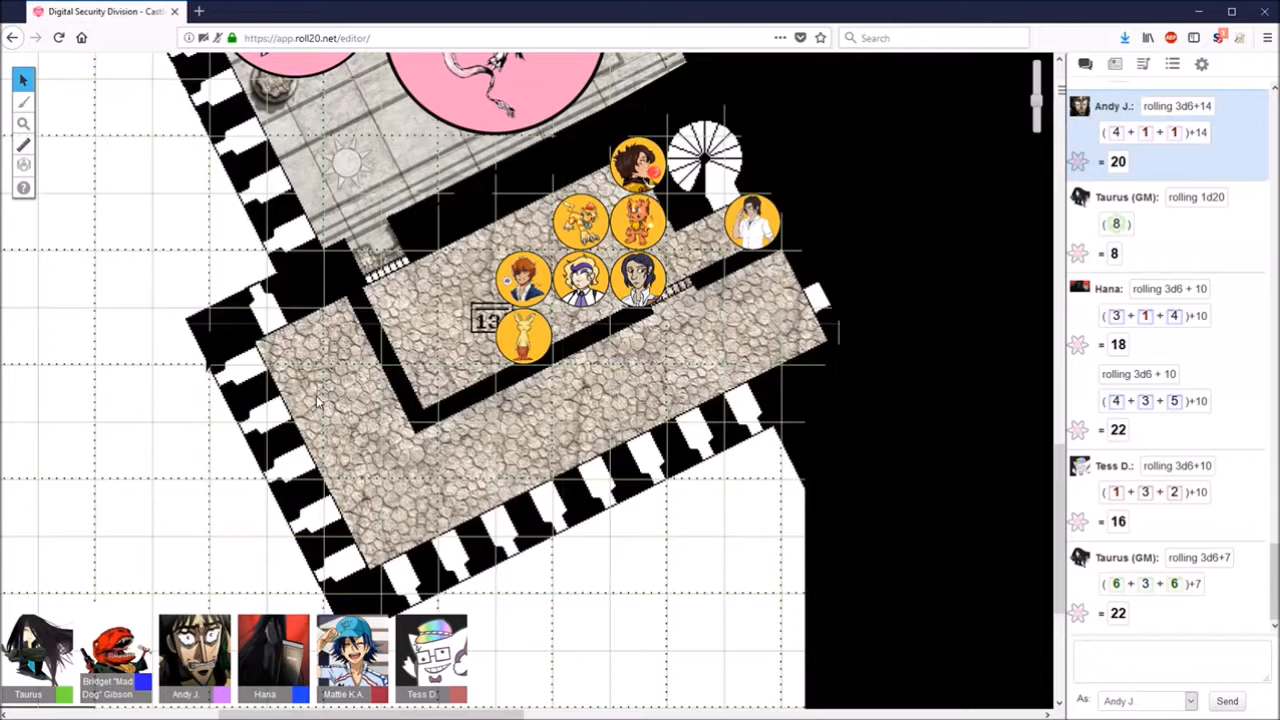 Digital Security Division - Cast
https://app.roll20.net/editor/
Search
Andy J.: rolling 3d6+14
( 4 + 1 + 1 )+14
= 20
Taurus (GM): rolling 1d20
( 8 )
= 8
Hana: rolling 3d6 + 10
( 3 + 1 + 4 )+10
= 18
rolling 3d6 + 10
( 4 + 3 + 5 )+10
= 22
Tess D.: rolling 3d6+10
( 1 + 3 + 2 )+10
= 16
Taurus (GM): rolling 3d6+7
( 6 + 3 + 6 )+7
= 22
13
Taurus
Bridget "Mad
Dog" Gibson
Andy J.
Hana
Mattie K.A.
Tess D.
As: Andy J. Send